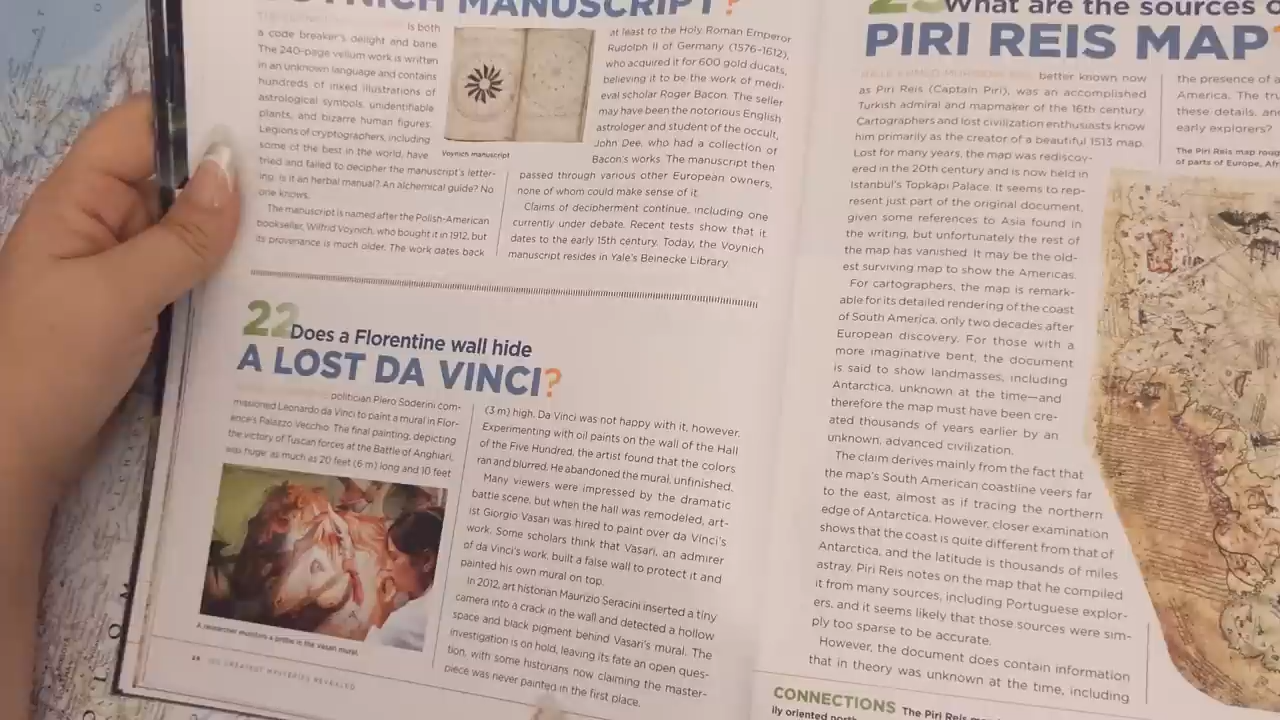 VOYNICH MANUSCRIPT?
is both
a code breaker's delight and bane.
The 240-page vellum work is written
in an unknown language and contains
hundreds of inked illustrations of
astrological symbols, unidentifiable
plants, and bizarre human figures.
Legions of cryptographers, including
some of the best in the world, have
tried and failed to decipher the manuscript's letter-
ing. Is it an herbal manual? An alchemical guide? No
one knows.
The manuscript is named after the Polish-American
bookseller, Wilfrid Voynich, who bought it in 1912, but
its provenance is much older. The work dates back
Voynich manuscript
at least to the Holy Roman Emperor
Rudolph II of Germany (1576–1612),
who acquired it for 600 gold ducats,
believing it to be the work of medi-
eval scholar Roger Bacon. The seller
may have been the notorious English
astrologer and student of the occult,
John Dee, who had a collection of
Bacon's works. The manuscript then
passed through various other European owners,
none of whom could make sense of it.
Claims of decipherment continue, including one
currently under debate. Recent tests show that it
dates to the early 15th century. Today, the Voynich
manuscript resides in Yale's Beinecke Library.
22 Does a Florentine wall hide
A LOST DA VINCI?
politician Piero Soderini com-
missioned Leonardo da Vinci to paint a mural in Flor-
ence's Palazzo Vecchio. The final painting, depicting
the victory of Tuscan forces at the Battle of Anghiari,
was huge: as much as 20 feet (6 m) long and 10 feet
A researcher monitors a probe in the Vasari mural.
(3 m) high. Da Vinci was not happy with it, however.
Experimenting with oil paints on the wall of the Hall
of the Five Hundred, the artist found that the colors
ran and blurred. He abandoned the mural, unfinished.
Many viewers were impressed by the dramatic
battle scene, but when the hall was remodeled, art-
ist Giorgio Vasari was hired to paint over da Vinci's
work. Some scholars think that Vasari, an admirer
of da Vinci's work, built a false wall to protect it and
painted his own mural on top.
In 2012, art historian Maurizio Seracini inserted a tiny
camera into a crack in the wall and detected a hollow
space and black pigment behind Vasari's mural. The
investigation is on hold, leaving its fate an open ques-
tion, with some historians now claiming the master-
piece was never painted in the first place.
28 100 GREATEST MYSTERIES REVEALED
23 What are the sources
PIRI REIS MAP
better known now
as Piri Reis (Captain Piri), was an accomplished
Turkish admiral and mapmaker of the 16th century.
Cartographers and lost civilization enthusiasts know
him primarily as the creator of a beautiful 1513 map.
Lost for many years, the map was rediscov-
ered in the 20th century and is now held in
Istanbul's Topkapı Palace. It seems to rep-
resent just part of the original document,
given some references to Asia found in
the writing, but unfortunately the rest of
the map has vanished. It may be the old-
est surviving map to show the Americas.
For cartographers, the map is remark-
able for its detailed rendering of the coast
of South America, only two decades after
European discovery. For those with a
more imaginative bent, the document
is said to show landmasses, including
Antarctica, unknown at the time—and
therefore the map must have been cre-
ated thousands of years earlier by an
unknown, advanced civilization.
The claim derives mainly from the fact that
the map's South American coastline veers far
to the east, almost as if tracing the northern
edge of Antarctica. However, closer examination
shows that the coast is quite different from that of
Antarctica, and the latitude is thousands of miles
astray. Piri Reis notes on the map that he compiled
it from many sources, including Portuguese explor-
ers, and it seems likely that those sources were sim-
ply too sparse to be accurate.
However, the document does contain information
that in theory was unknown at the time, including
the presence of
America. The
these details, an
early explorers?
The Piri Reis map
of parts of Europe,
CONNECTIONS The Piri Reis